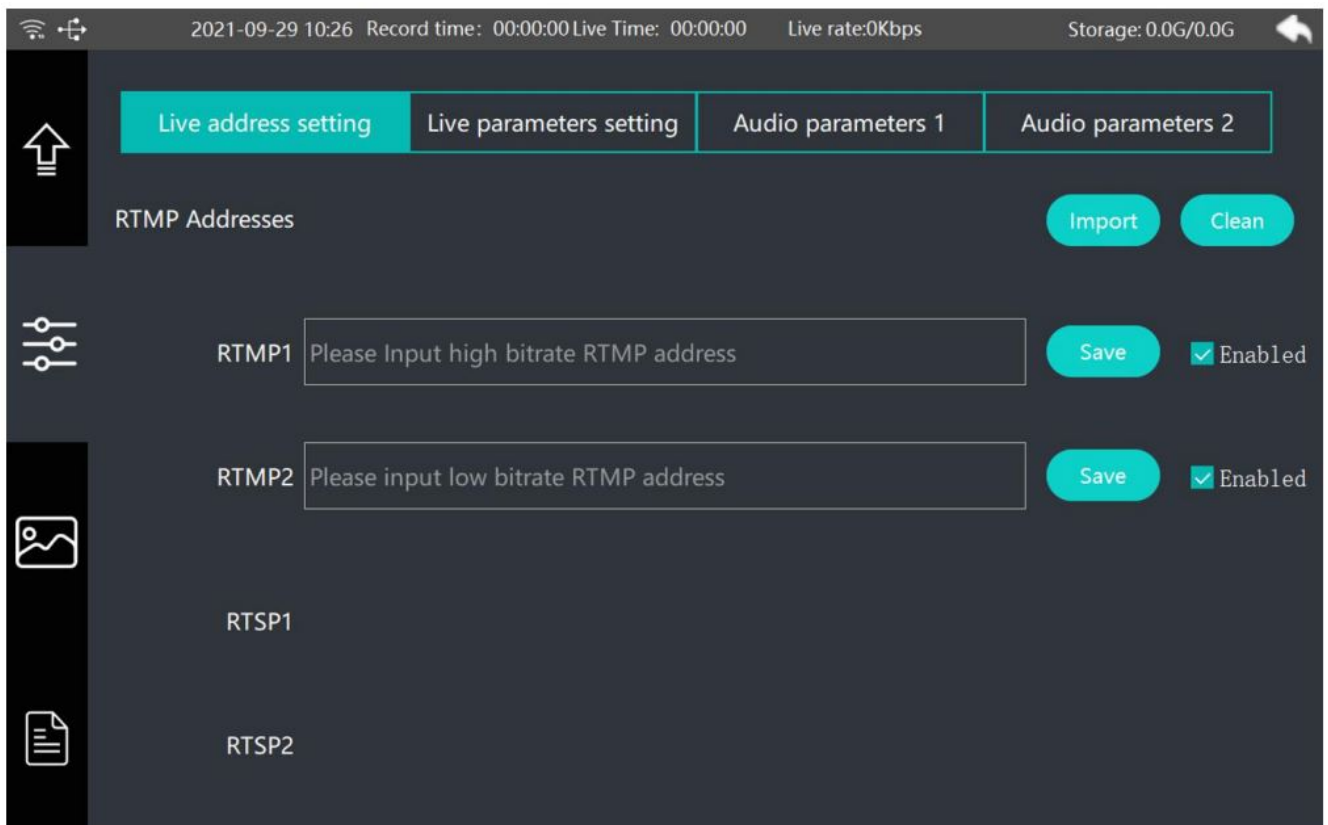 2021-09-29 10:26 Record time: 00:00:00 Live Time: 00:00:00 Live rate:0Kbps Storage: 0.0G/0.0G
Live address setting Live parameters setting Audio parameters 1 Audio parameters 2
RTMP Addresses Import Clean
RTMP1 Please Input high bitrate RTMP address Save Enabled
RTMP2 Please input low bitrate RTMP address Save Enabled
RTSP1
RTSP2